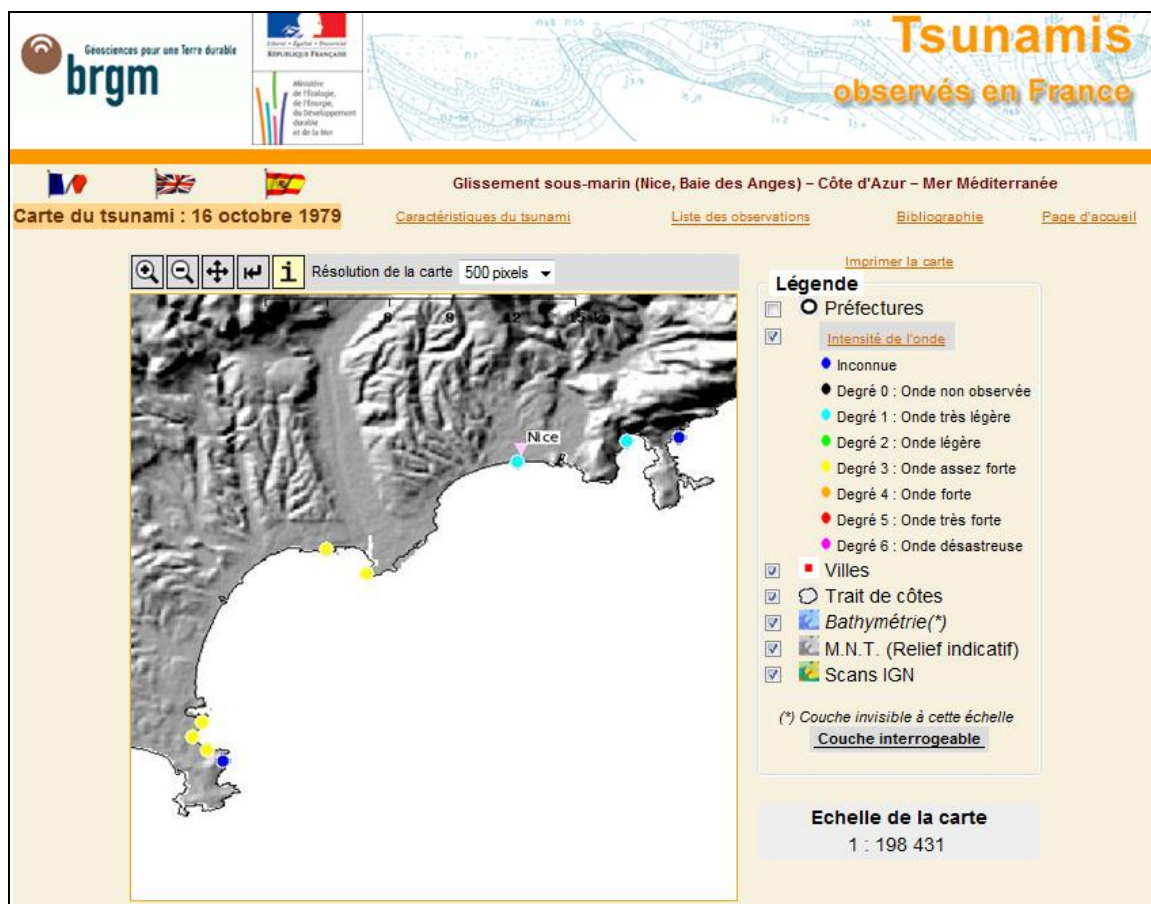 Géosciences pour une Terre durable
brgm
Liberté • Égalité • Fraternité
RÉPUBLIQUE FRANÇAISE
Ministère
de l'Écologie,
de l'Énergie,
du Développement
durable
et de la Mer
Tsunamis
observés en France
Glissement sous-marin (Nice, Baie des Anges) – Côte d'Azur – Mer Méditerranée
Carte du tsunami : 16 octobre 1979
Caractéristiques du tsunami
Liste des observations
Bibliographie
Page d'accueil
Imprimer la carte
i
Résolution de la carte 500 pixels
Nice
Légende
Préfectures
Intensité de l'onde
Inconnue
Degré 0 : Onde non observée
Degré 1 : Onde très légère
Degré 2 : Onde légère
Degré 3 : Onde assez forte
Degré 4 : Onde forte
Degré 5 : Onde très forte
Degré 6 : Onde désastreuse
Villes
Trait de côtes
Bathymétrie(*)
M.N.T. (Relief indicatif)
Scans IGN
(*) Couche invisible à cette échelle
Couche interrogeable
Echelle de la carte
1 : 198 431